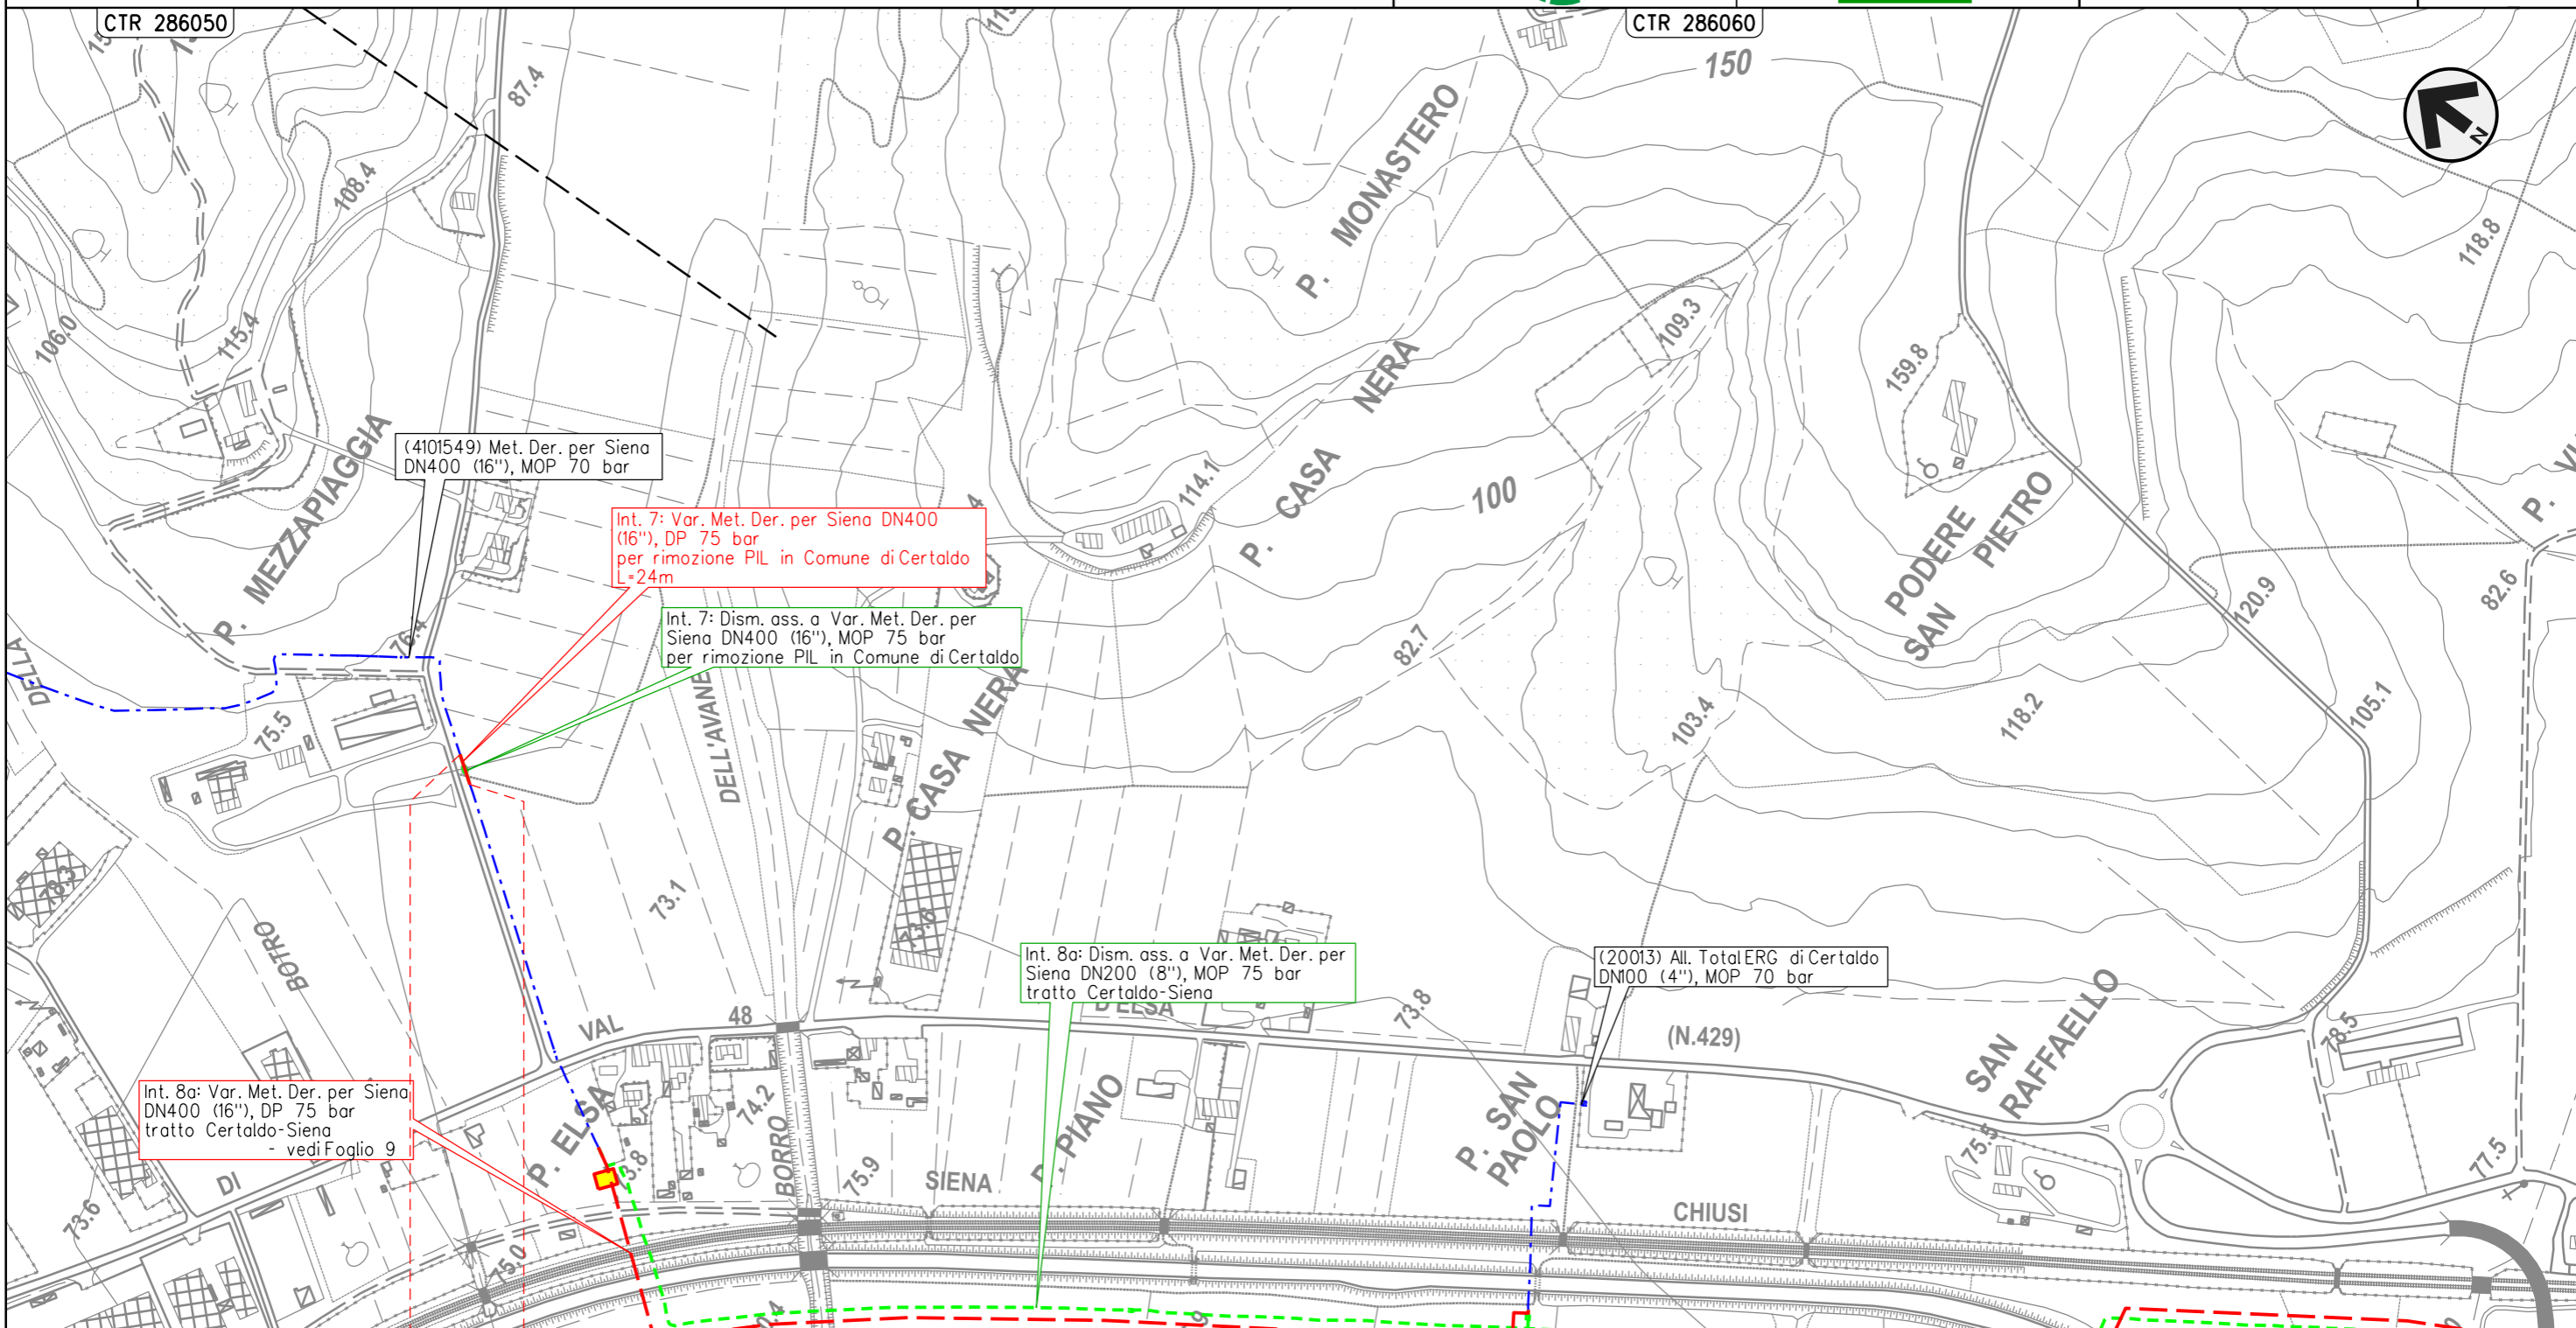 CTR 286050
CTR 286060
N
150
87.4
108.4
115.4
106.0
118.8
P. MONASTERO
109.3
159.8
P. MEZZAPIAGGIA
(4101549) Met. Der. per Siena
DN400 (16"), MOP 70 bar
P. CASA NERA
114.1
100
Int. 7: Var. Met. Der. per Siena DN400
(16"), DP 75 bar
per rimozione PIL in Comune di Certaldo
L=24m
PODERE
SAN PIETRO
120.9
82.6
Int. 7: Dism. ass. a Var. Met. Der. per
Siena DN400 (16"), MOP 75 bar
per rimozione PIL in Comune di Certaldo
76.4
82.7
DELLA
75.5
DELL'AVANE
P. CASA NERA
103.4
118.2
105.1
78.3
73.1
73.6
BOTRO
Int. 8a: Dism. ass. a Var. Met. Der. per
Siena DN200 (8"), MOP 75 bar
tratto Certaldo-Siena
(20013) All. TotalERG di Certaldo
DN100 (4"), MOP 70 bar
VAL
48
D'ELSA
73.8
(N.429)
SAN
RAFFAELLO
78.5
Int. 8a: Var. Met. Der. per Siena
DN400 (16"), DP 75 bar
tratto Certaldo-Siena
- vedi Foglio 9
P. ELSA
74.2
BORRO
P. PIANO
P. SAN
PAOLO
75.5
77.5
DI
73.6
3.8
75.9
SIENA
CHIUSI
75.0